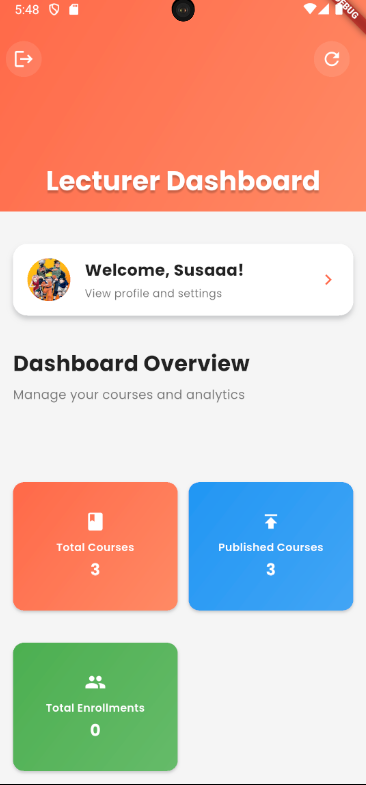 5:48
DEBUG
Lecturer Dashboard
Welcome, Susaaa!
View profile and settings
Dashboard Overview
Manage your courses and analytics
Total Courses
3
Published Courses
3
Total Enrollments
0